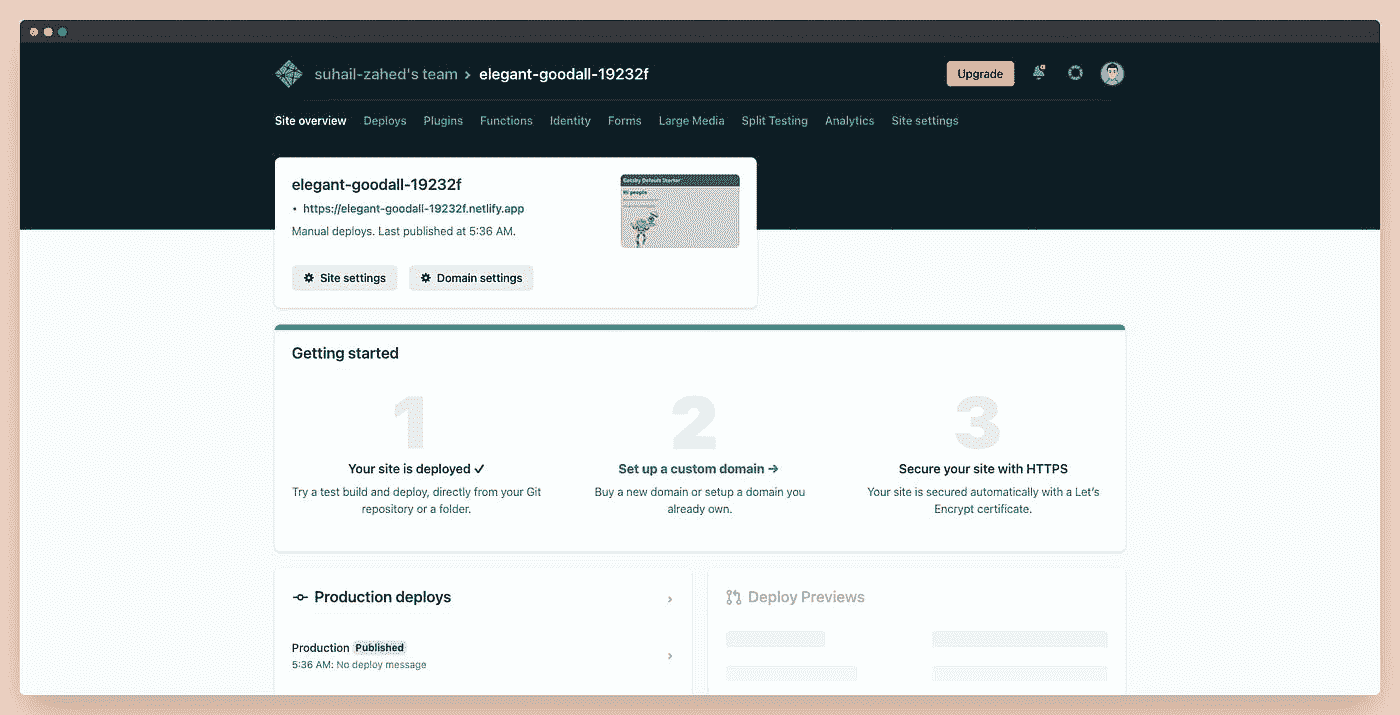 suhail-zahed's team > elegant-goodall-19232f
Upgrade
Site overview Deploys Plugins Functions Identity Forms Large Media Split Testing Analytics Site settings
elegant-goodall-19232f
• https://elegant-goodall-19232f.netlify.app
Manual deploys. Last published at 5:36 AM.
Gatsby Default Starter
Hi people
Site settings
Domain settings
Getting started
1
Your site is deployed ✓
Try a test build and deploy, directly from your Git
repository or a folder.
2
Set up a custom domain →
Buy a new domain or setup a domain you
already own.
3
Secure your site with HTTPS
Your site is secured automatically with a Let's
Encrypt certificate.
Production deploys
Production Published
5:36 AM: No deploy message
Deploy Previews